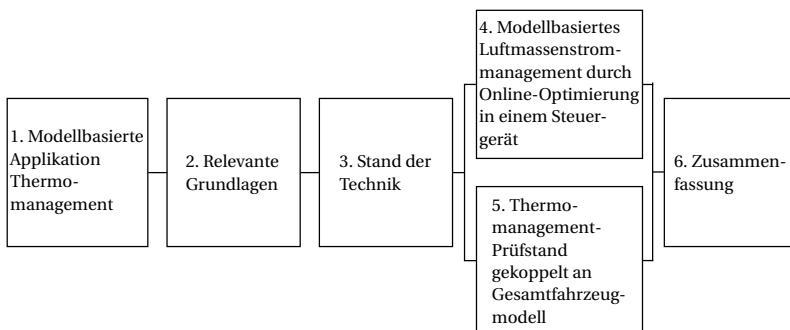 1. Modellbasierte
Applikation
Thermo-
management
2. Relevante
Grundlagen
3. Stand der
Technik
4. Modellbasiertes
Luftmassenstrom-
management durch
Online-Optimierung
in einem Steuer-
gerät
5. Thermo-
management-
Prüfstand
gekoppelt an
Gesamtfahrzeug-
modell
6. Zusammen-
fassung